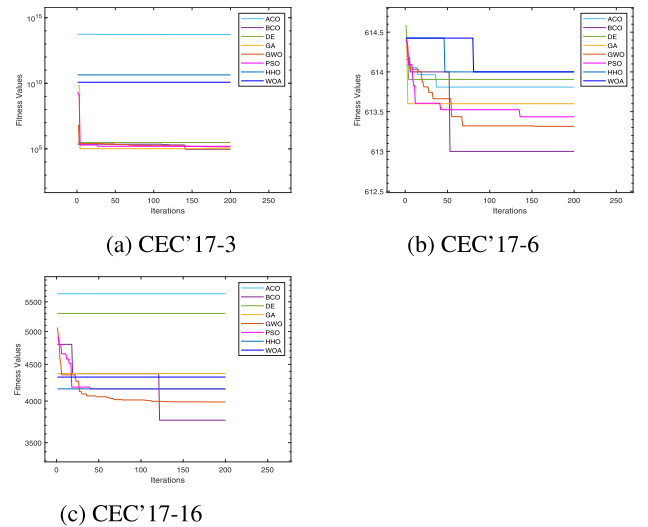 10^15
10^10
10^5
Fitness Values
0 50 100 150 200 250
Iterations
ACO
BCO
DE
GA
GWO
PSO
HHO
WOA
(a) CEC'17-3
614.5
614
613.5
613
612.5
Fitness Values
0 50 100 150 200 250
Iterations
ACO
BCO
DE
GA
GWO
PSO
HHO
WOA
(b) CEC'17-6
5500
5000
4500
4000
3500
Fitness Values
0 50 100 150 200 250
Iterations
ACO
BCO
DE
GA
GWO
PSO
HHO
WOA
(c) CEC'17-16